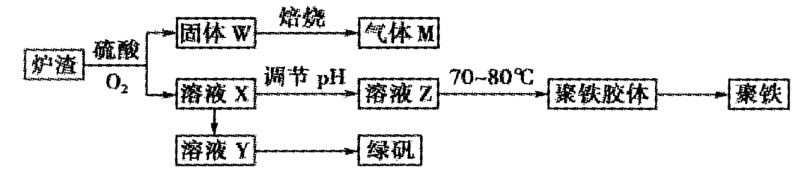 固体 W 焙烧 气体 M
炉渣 硫酸 O₂
溶液 X 调节 pH 溶液 Z 70~80℃ 聚铁胶体 聚铁
溶液 Y 绿矾